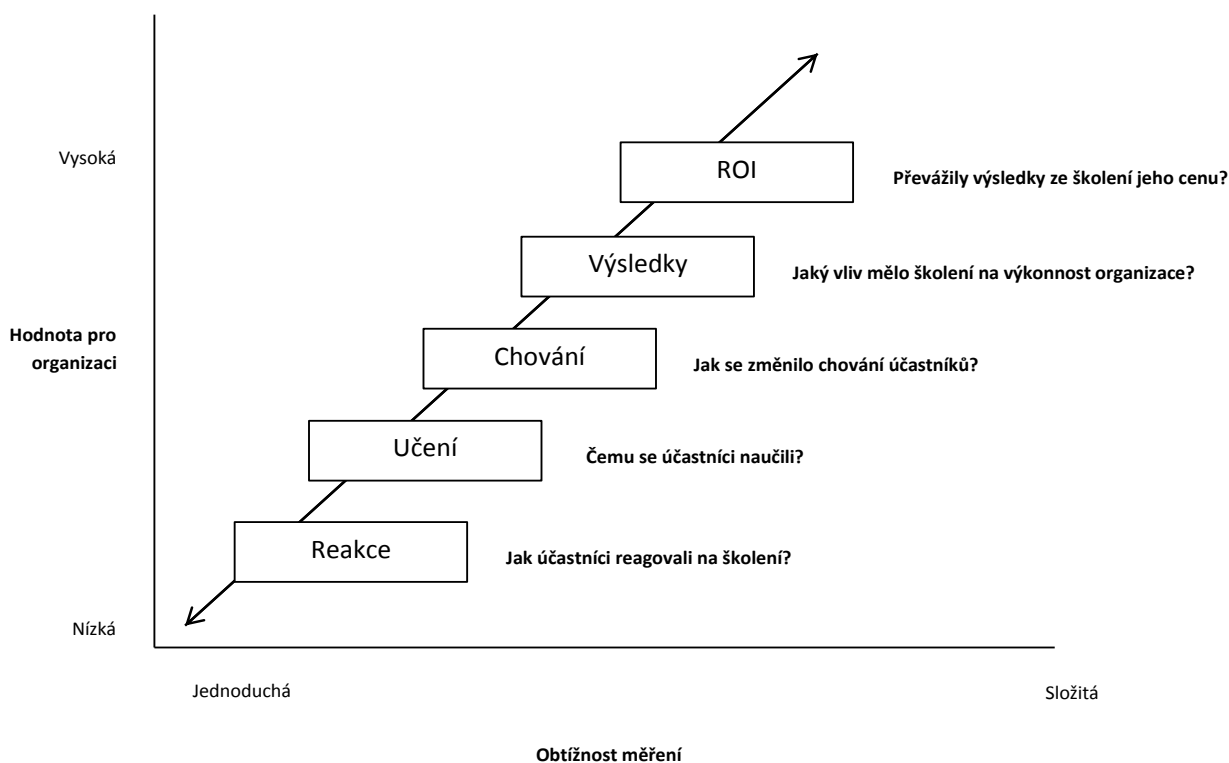 Vysoká
ROI
Převážily výsledky ze školení jeho cenu?
Výsledky
Jaký vliv mělo školení na výkonnost organizace?
Hodnota pro
organizaci
Chování
Jak se změnilo chování účastníků?
Učení
Čemu se účastníci naučili?
Reakce
Jak účastníci reagovali na školení?
Nízká
Jednoduchá
Složitá
Obtížnost měření